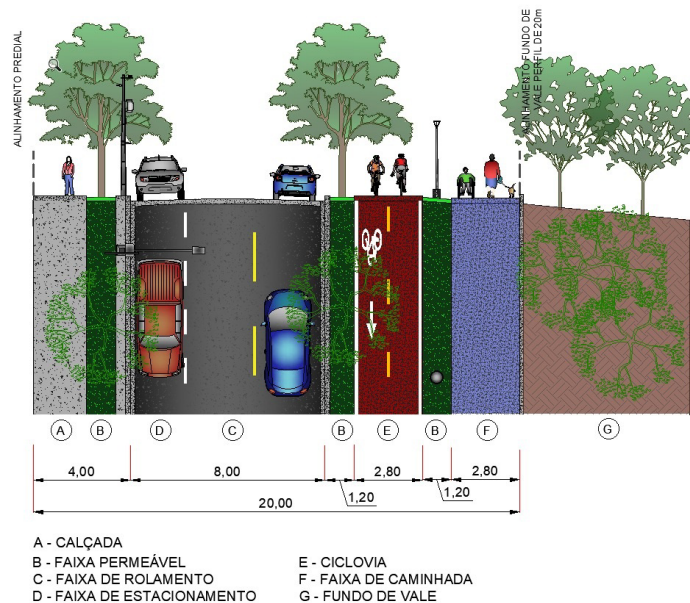 ALINHAMENTO PREDIAL
ALINHAMENTO FUNDO DE
VALE PERFIL DE 20m
A B D C B E B F G
4,00 8,00 2,80 2,80
1,20 1,20
20,00
A - CALÇADA
B - FAIXA PERMEÁVEL
C - FAIXA DE ROLAMENTO
D - FAIXA DE ESTACIONAMENTO
E - CICLOVIA
F - FAIXA DE CAMINHADA
G - FUNDO DE VALE